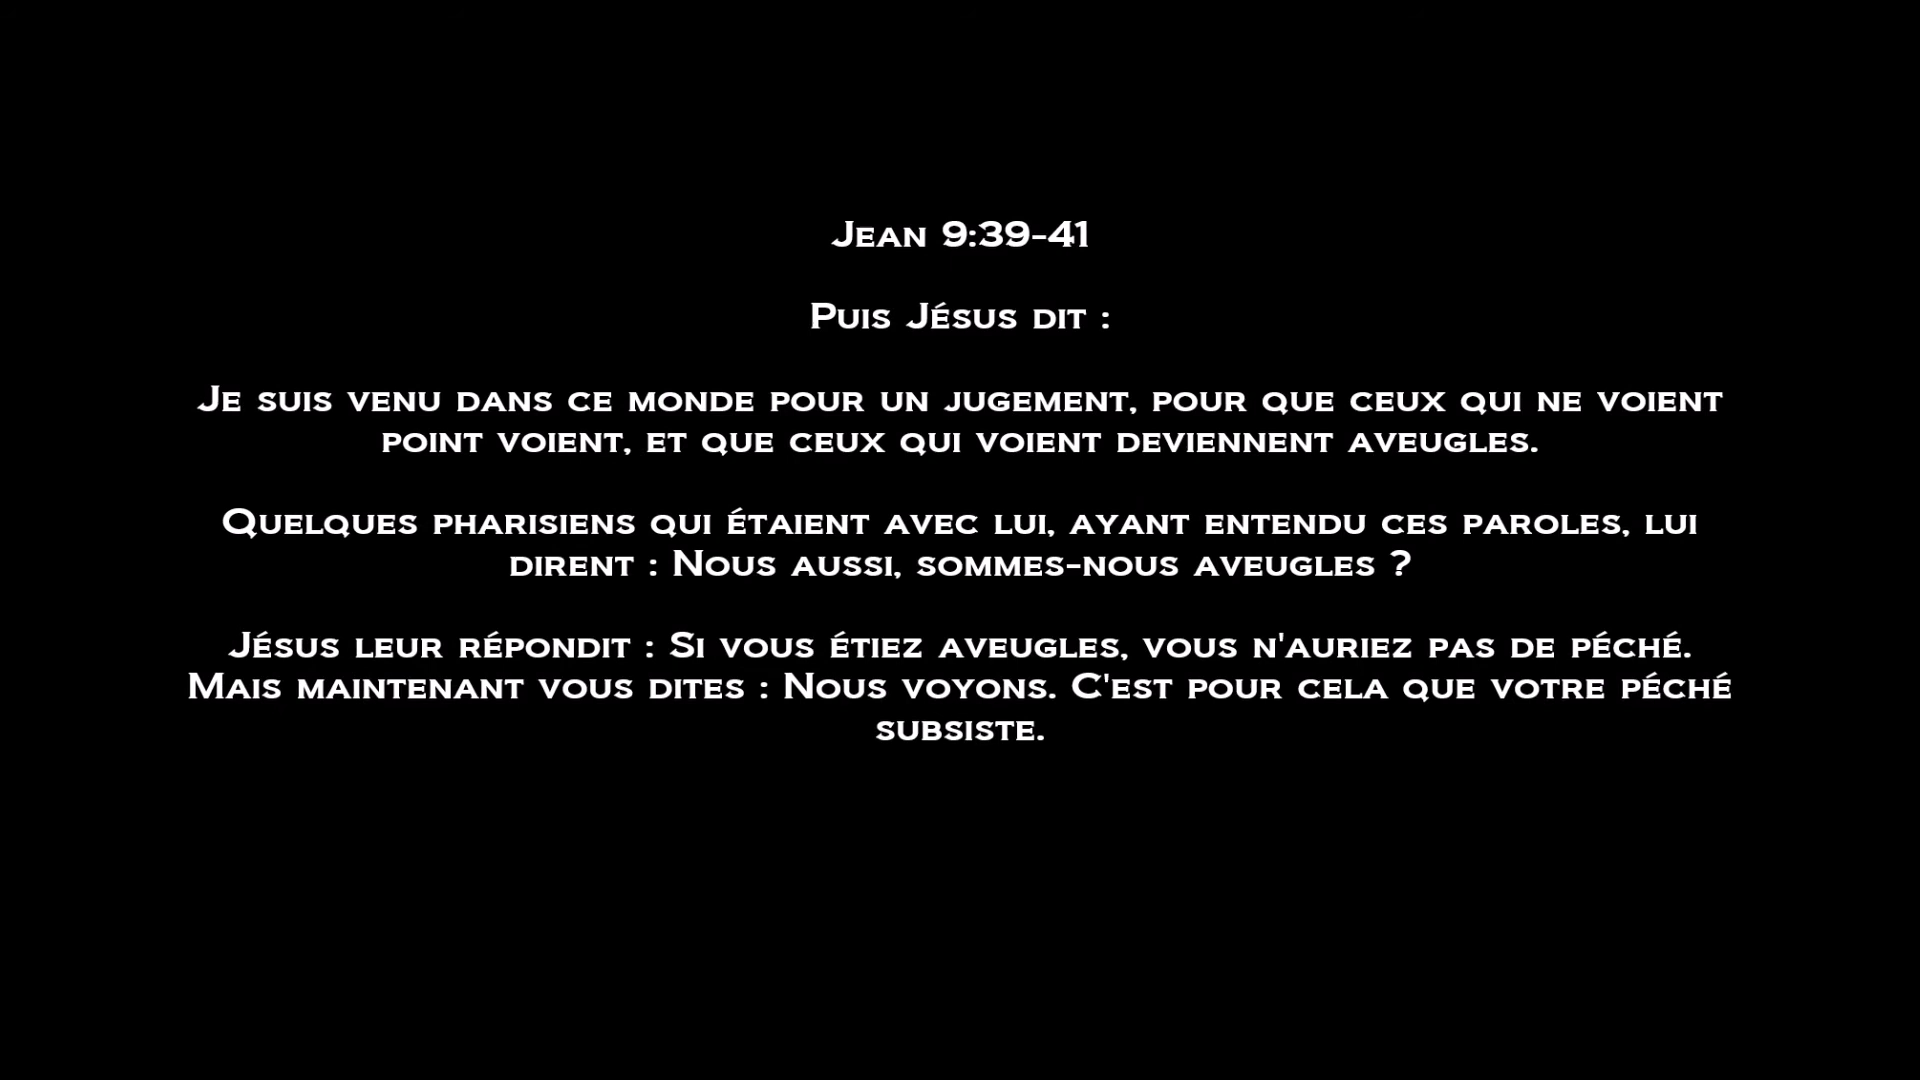 Jean 9:39-41
Puis Jésus dit :
Je suis venu dans ce monde pour un jugement, pour que ceux qui ne voient
point voient, et que ceux qui voient deviennent aveugles.
Quelques pharisiens qui étaient avec lui, ayant entendu ces paroles, lui
dirent : Nous aussi, sommes-nous aveugles ?
Jésus leur répondit : Si vous étiez aveugles, vous n'auriez pas de péché.
Mais maintenant vous dites : Nous voyons. C'est pour cela que votre péché
subsiste.